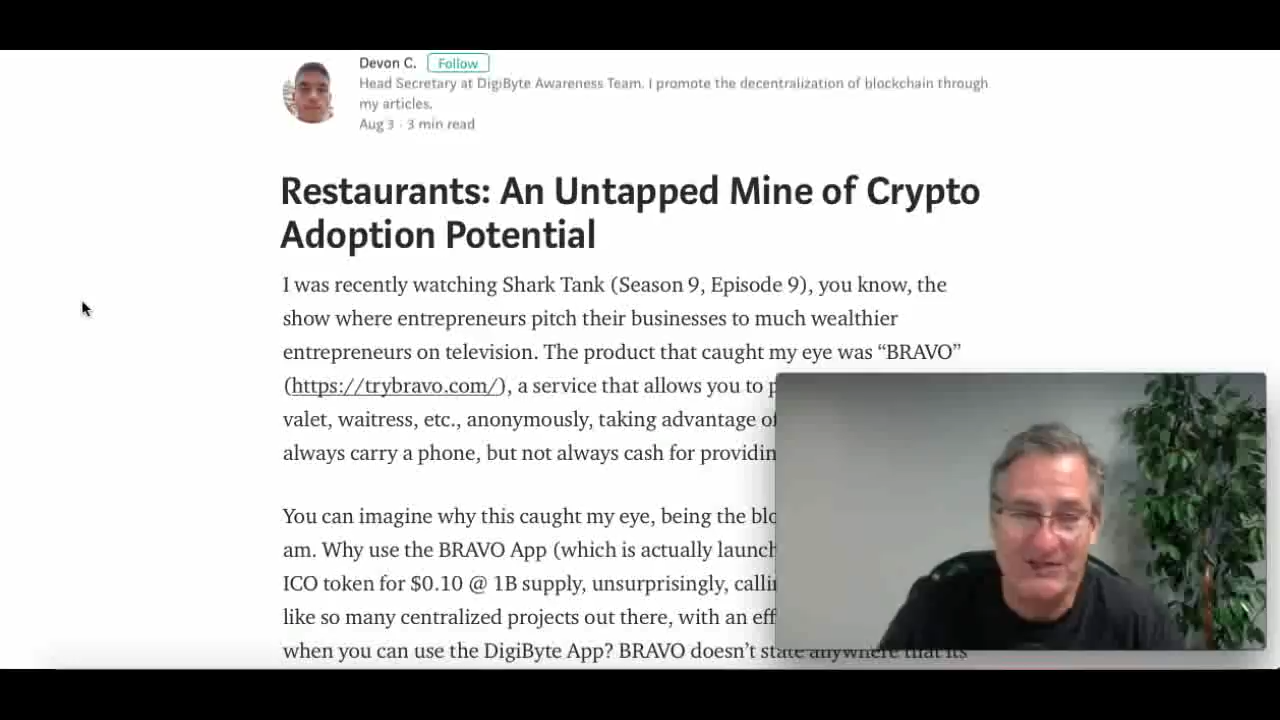 Devon C. Follow
Head Secretary at DigiByte Awareness Team. I promote the decentralization of blockchain through
my articles.
Aug 3 · 3 min read
Restaurants: An Untapped Mine of Crypto
Adoption Potential
I was recently watching Shark Tank (Season 9, Episode 9), you know, the
show where entrepreneurs pitch their businesses to much wealthier
entrepreneurs on television. The product that caught my eye was “BRAVO”
(https://trybravo.com/), a service that allows you to
valet, waitress, etc., anonymously, taking advantage of
always carry a phone, but not always cash for
You can imagine why this caught my eye, being the
am. Why use the BRAVO App (which is actually
ICO token for $0.10 @ 1B supply, unsurprisingly,
like so many centralized projects out there, with an
when you can use the DigiByte App? BRAVO doesn’t state anywhere that its